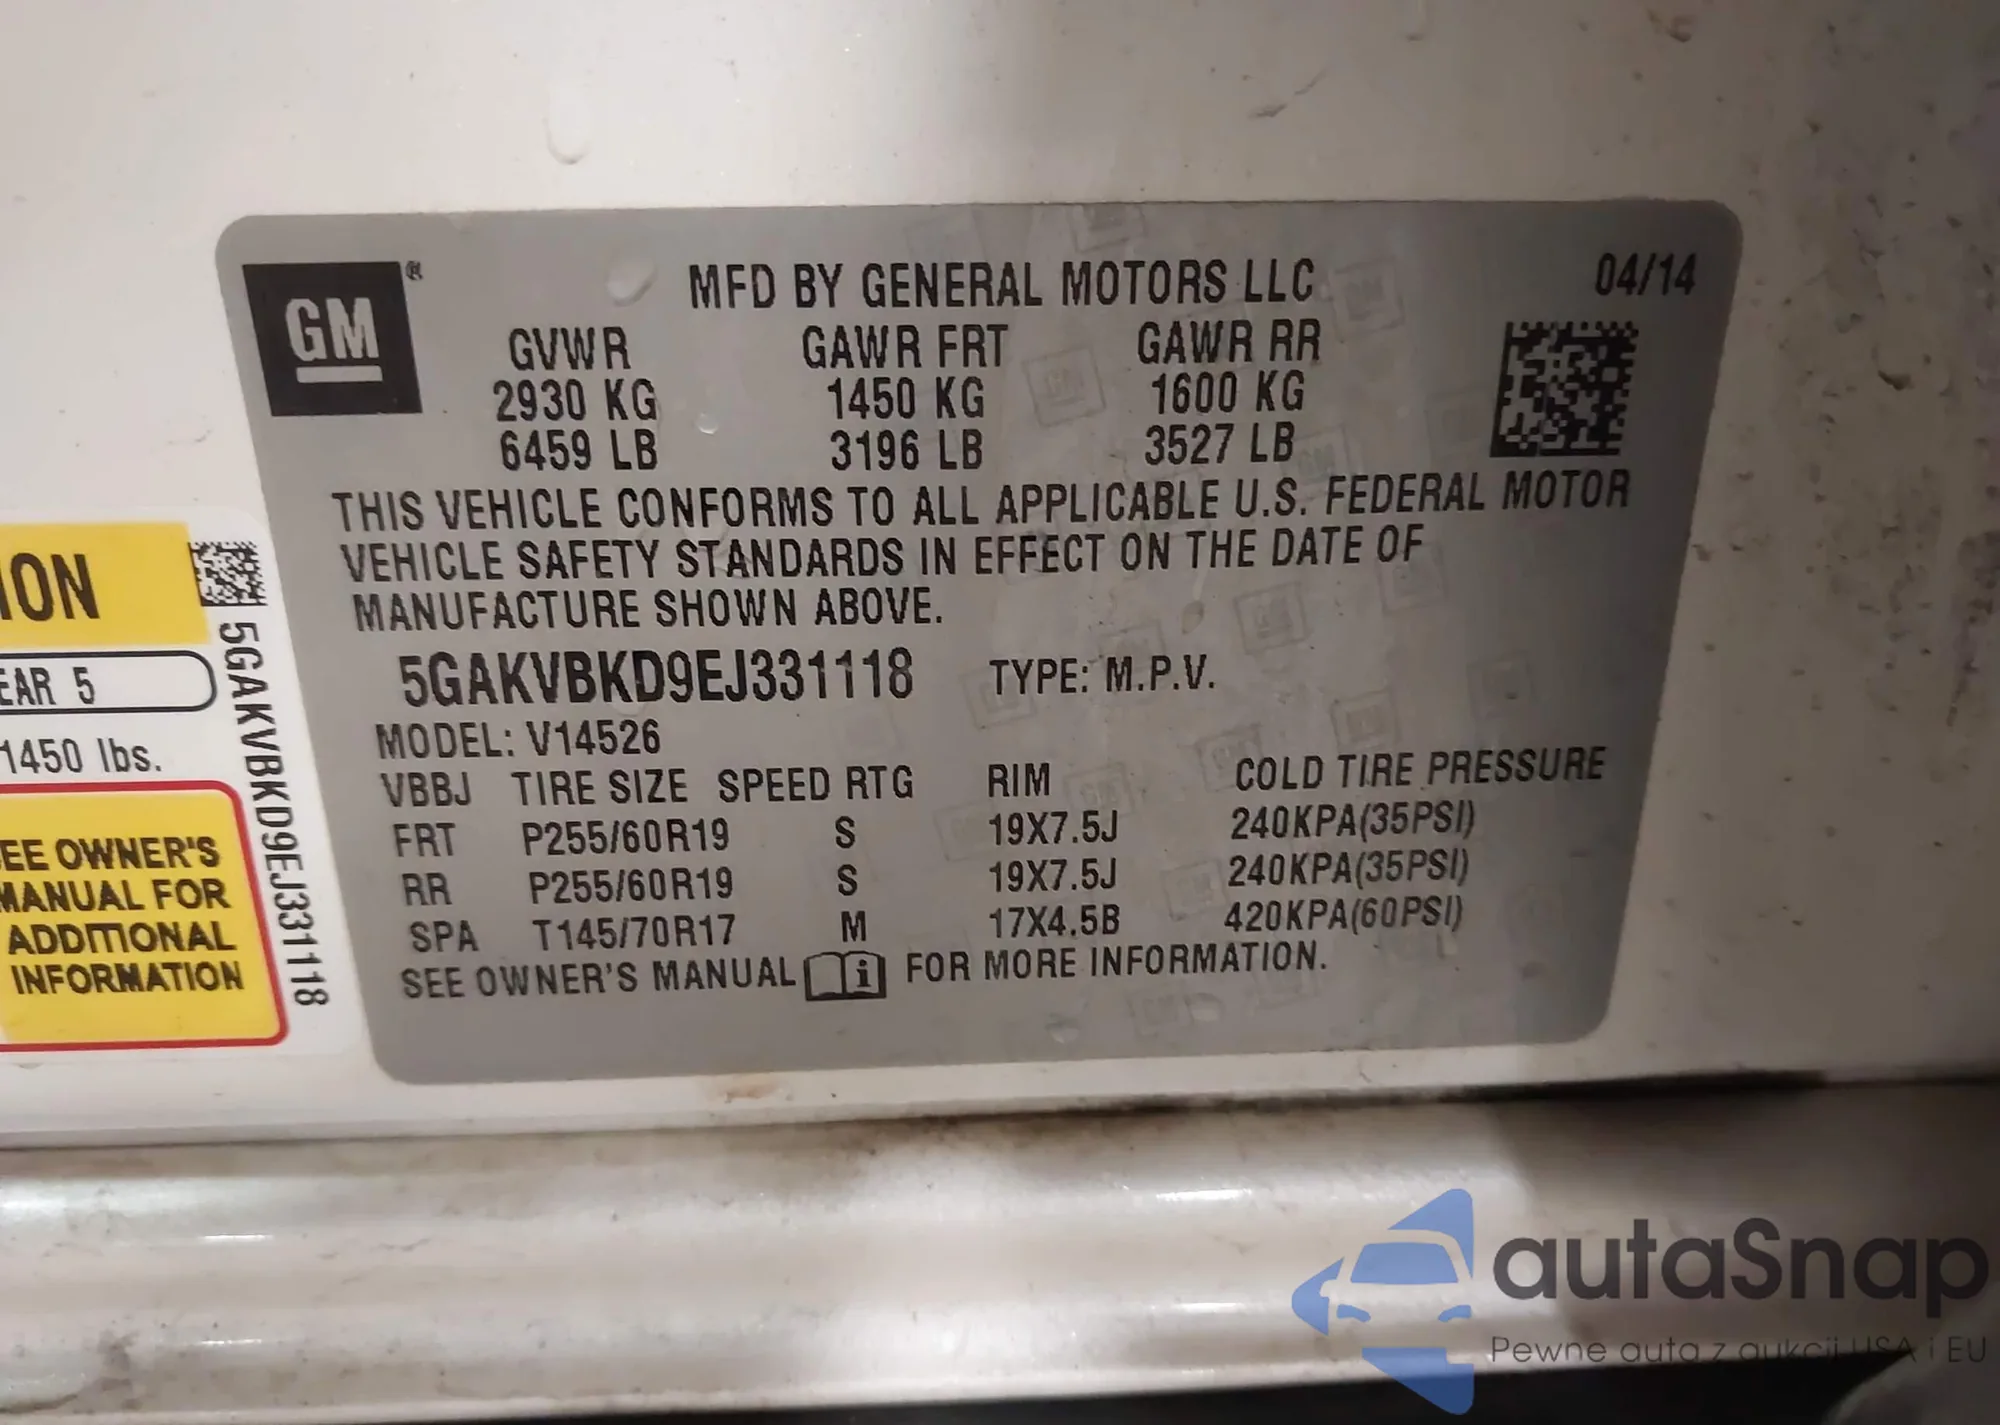 GM ®
MFD BY GENERAL MOTORS LLC 04/14
GVWR GAWR FRT GAWR RR
2930 KG 1450 KG 1600 KG
6459 LB 3196 LB 3527 LB
THIS VEHICLE CONFORMS TO ALL APPLICABLE U.S. FEDERAL MOTOR
VEHICLE SAFETY STANDARDS IN EFFECT ON THE DATE OF
MANUFACTURE SHOWN ABOVE.
5GAKVBKD9EJ331118 TYPE: M.P.V.
MODEL: V14526
VBBJ TIRE SIZE SPEED RTG RIM COLD TIRE PRESSURE
FRT P255/60R19 S 19X7.5J 240KPA(35PSI)
RR P255/60R19 S 19X7.5J 240KPA(35PSI)
SPA T145/70R17 M 17X4.5B 420KPA(60PSI)
SEE OWNER'S MANUAL i FOR MORE INFORMATION.
ION
EAR 5
1450 lbs.
EE OWNER'S
MANUAL FOR
ADDITIONAL
INFORMATION
5GAKVBKD9EJ331118
autaSnap
Pewne auta z aukcji USA i EU